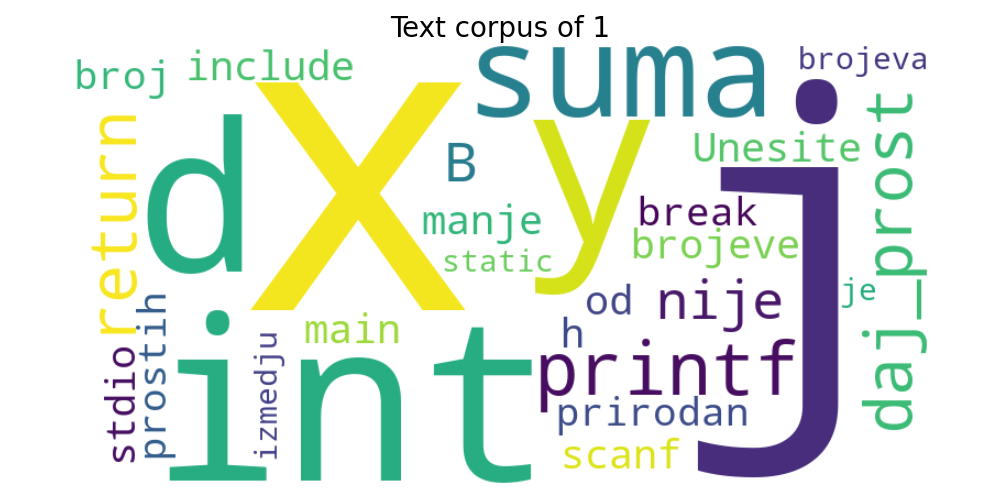 Text corpus of 1
suma
brojeva
include
broj
j
X
d
y
B
Unesite
return
daj_prost
break
manje
brojeve
static
nije
od
je
int
main
h
printf
prostih
izmedju
stdio
prirodan
scanf